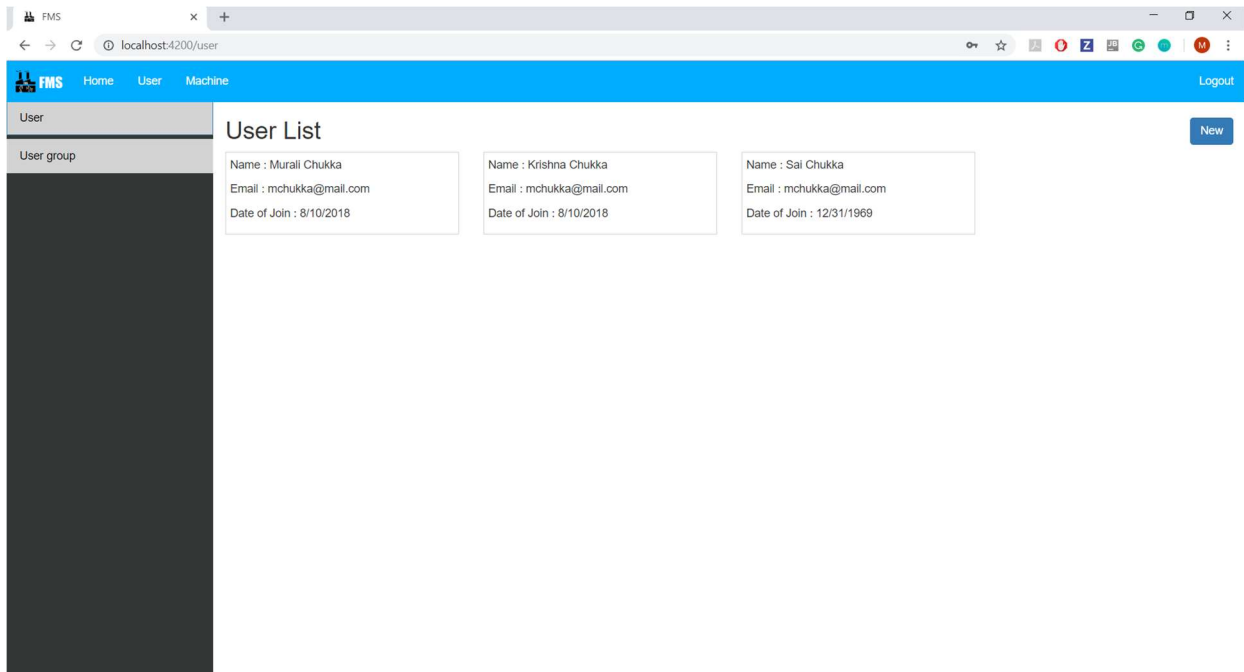 FMS
localhost:4200/user
Z
JB
G
m
M
FMS Home User Machine Logout
User
User group
User List
New
Name : Murali Chukka
Email : mchukka@mail.com
Date of Join : 8/10/2018
Name : Krishna Chukka
Email : mchukka@mail.com
Date of Join : 8/10/2018
Name : Sai Chukka
Email : mchukka@mail.com
Date of Join : 12/31/1969